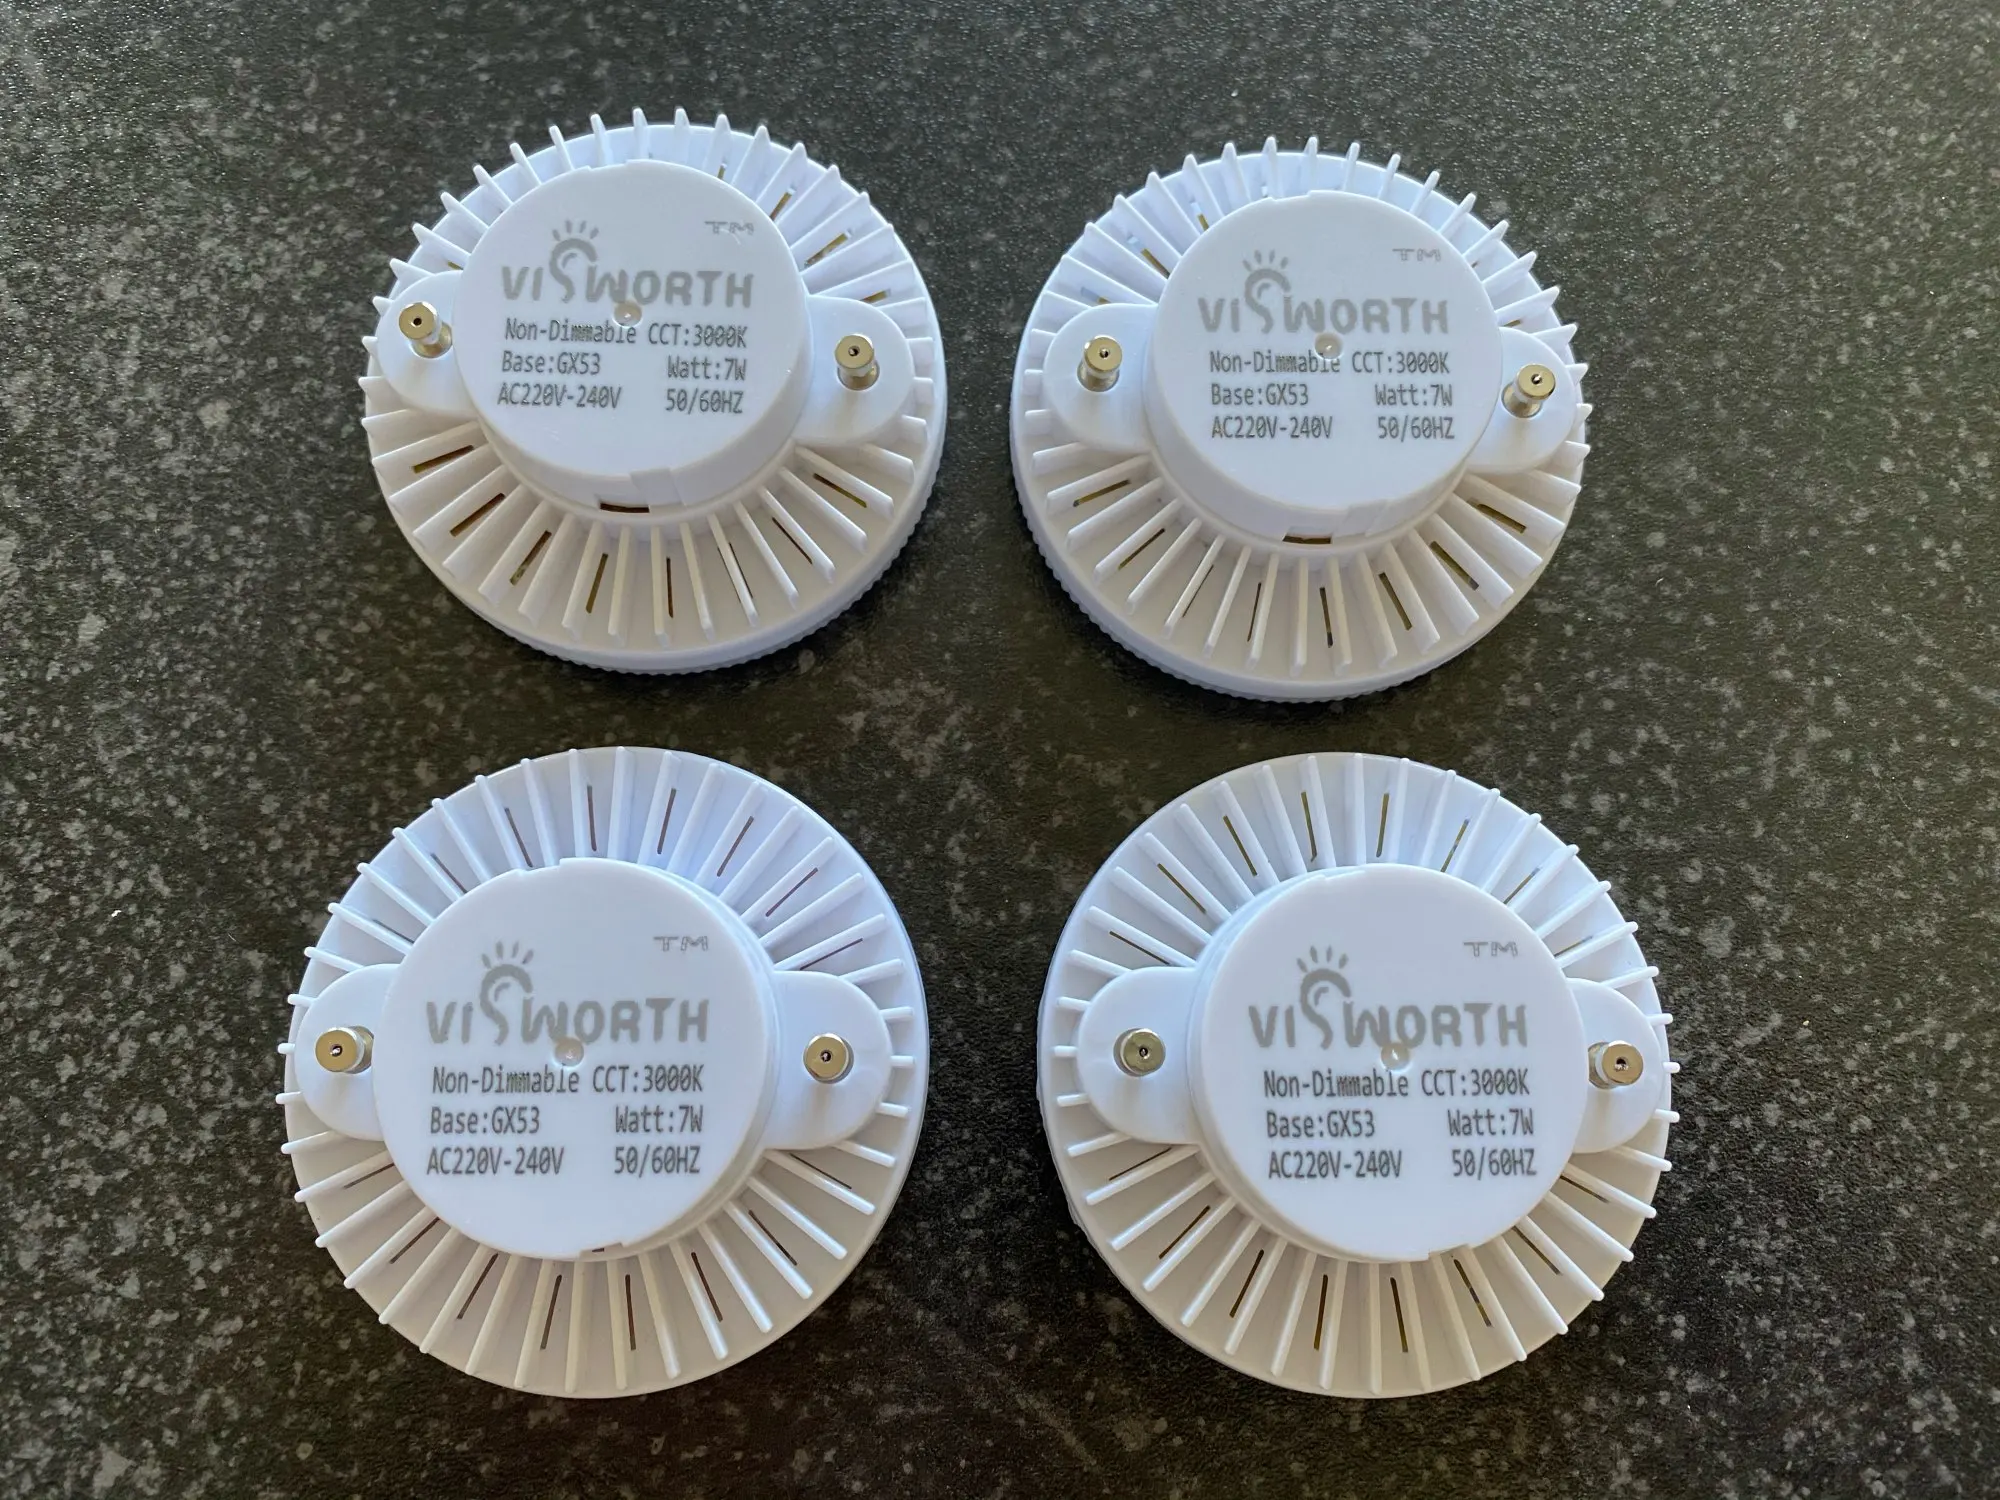 TM
VISWORTH
Non-Dimmable CCT:3000K
Base:GX53 Watt:7W
AC220V-240V 50/60HZ
TM
VISWORTH
Non-Dimmable CCT:3000K
Base:GX53 Watt:7W
AC220V-240V 50/60HZ
TM
VISWORTH
Non-Dimmable CCT:3000K
Base:GX53 Watt:7W
AC220V-240V 50/60HZ
TM
VISWORTH
Non-Dimmable CCT:3000K
Base:GX53 Watt:7W
AC220V-240V 50/60HZ